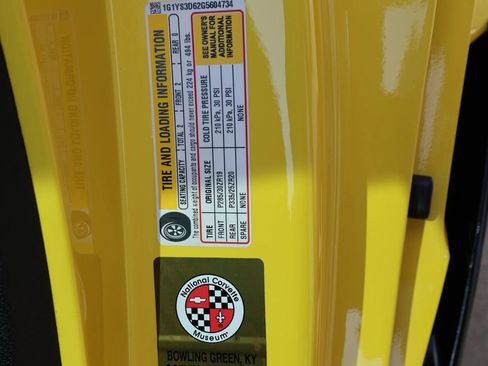 1G1YS3D62G5604734
TIRE AND LOADING INFORMATION
SEATING CAPACITY TOTAL 2 FRONT 2 REAR 0
The combined weight of occupants and cargo should never exceed 224 kg or 494 lbs.
TIRE ORIGINAL SIZE COLD TIRE PRESSURE
FRONT P285/30ZR19 210 kPa, 30 PSI
REAR P335/25ZR20 210 kPa, 30 PSI
SPARE NONE NONE
SEE OWNER'S
MANUAL FOR
ADDITIONAL
INFORMATION
National Corvette
Museum
BOWLING GREEN, KY